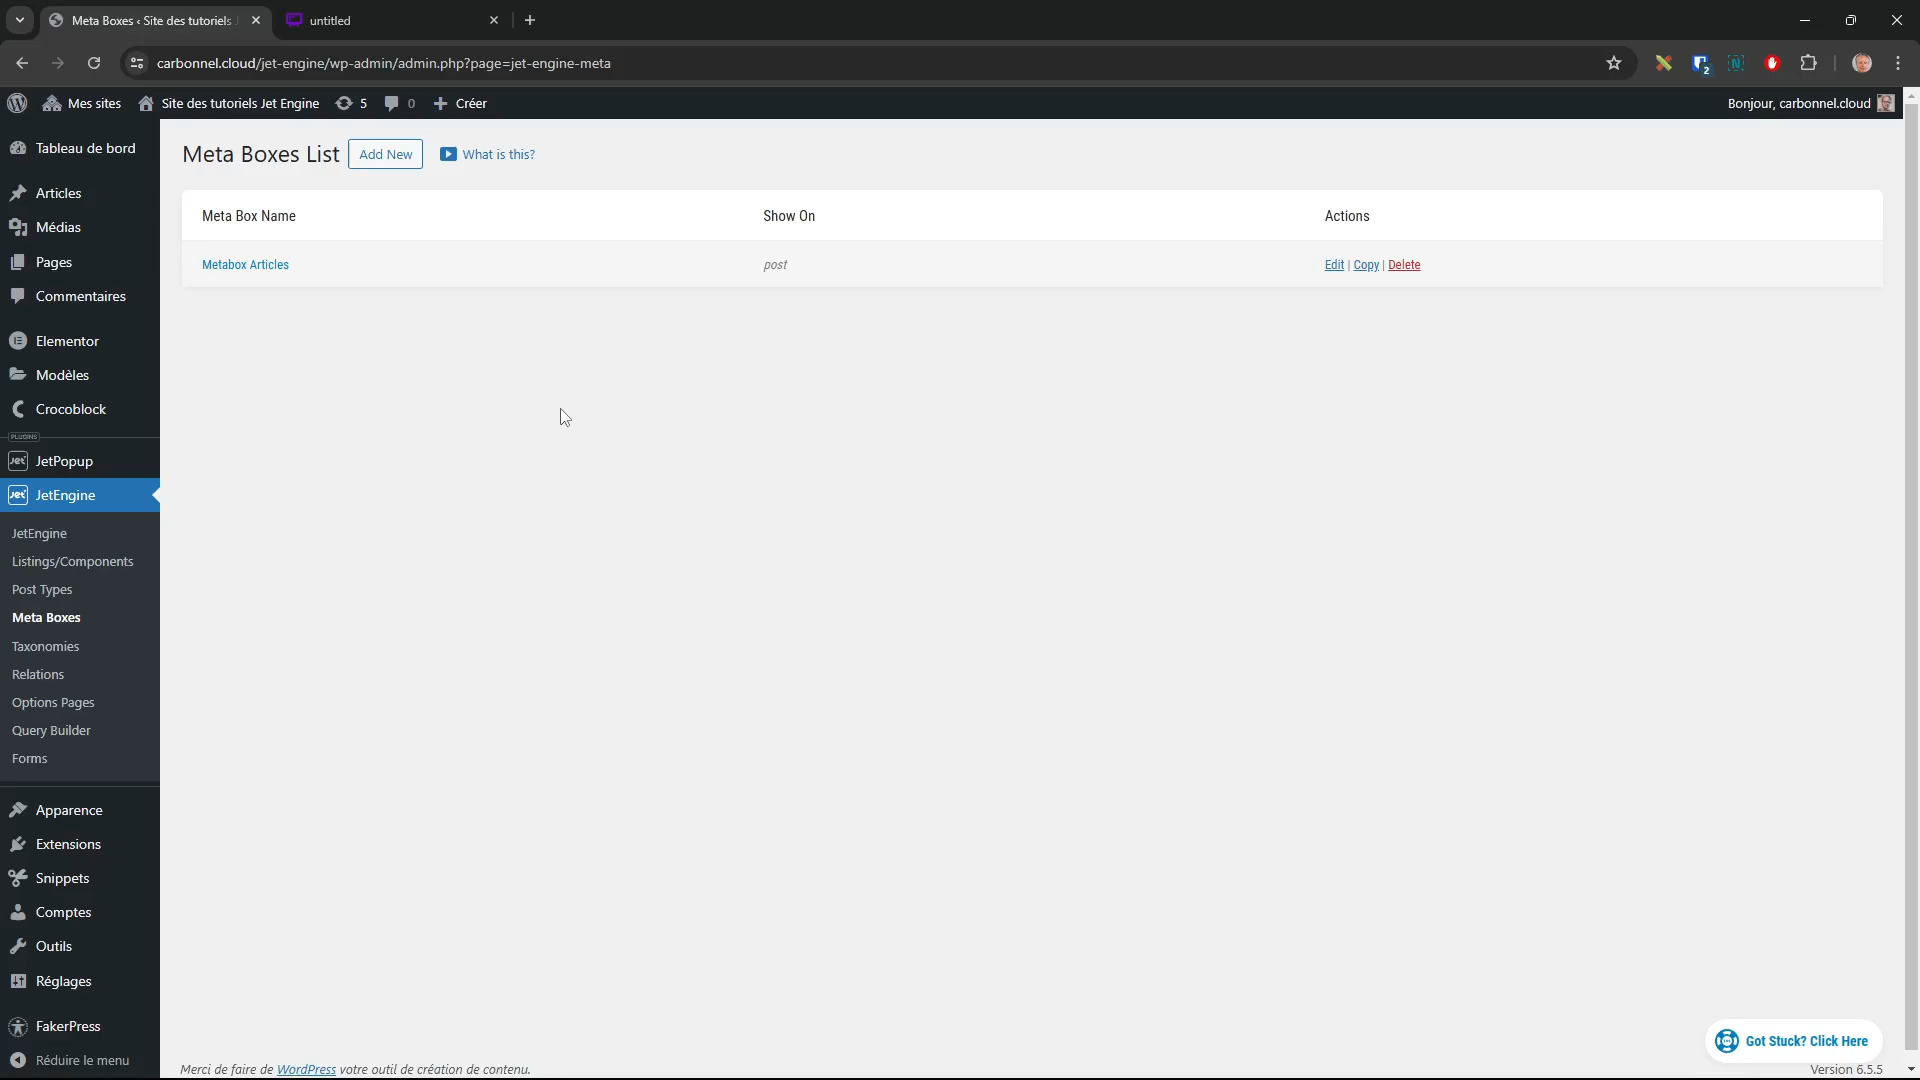 Meta Boxes ‹ Site des tutoriels
untitled
carbonnel.cloud/jet-engine/wp-admin/admin.php?page=jet-engine-meta
2
Mes sites
Site des tutoriels Jet Engine
5
0
Créer
Bonjour, carbonnel.cloud
Tableau de bord
Articles
Médias
Pages
Commentaires
Elementor
Modèles
Crocoblock
PLUGINS
JetPopup
JetEngine
JetEngine
Listings/Components
Post Types
Meta Boxes
Taxonomies
Relations
Options Pages
Query Builder
Forms
Apparence
Extensions
Snippets
Comptes
Outils
Réglages
FakerPress
Réduire le menu
Meta Boxes List
Add New
What is this?
Meta Box Name Show On Actions
Metabox Articles post Edit | Copy | Delete
Got Stuck? Click Here
Merci de faire de WordPress votre outil de création de contenu.
Version 6.5.5